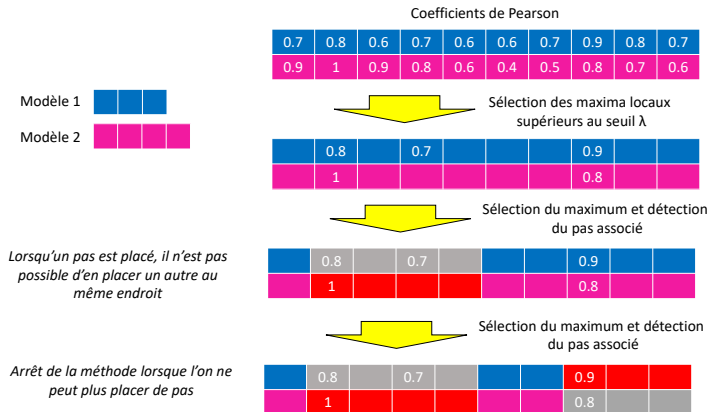 Coefficients de Pearson
0.7 0.8 0.6 0.7 0.6 0.6 0.7 0.9 0.8 0.7
0.9 1 0.9 0.8 0.6 0.4 0.5 0.8 0.7 0.6
Modèle 1
Modèle 2
Sélection des maxima locaux
supérieurs au seuil λ
0.8 0.7 0.9
1 0.8
Sélection du maximum et détection
du pas associé
Lorsqu'un pas est placé, il n'est pas
possible d'en placer un autre au
même endroit
0.8 0.7 0.9
1 0.8
Sélection du maximum et détection
du pas associé
Arrêt de la méthode lorsque l'on ne
peut plus placer de pas
0.8 0.7 0.9
1 0.8